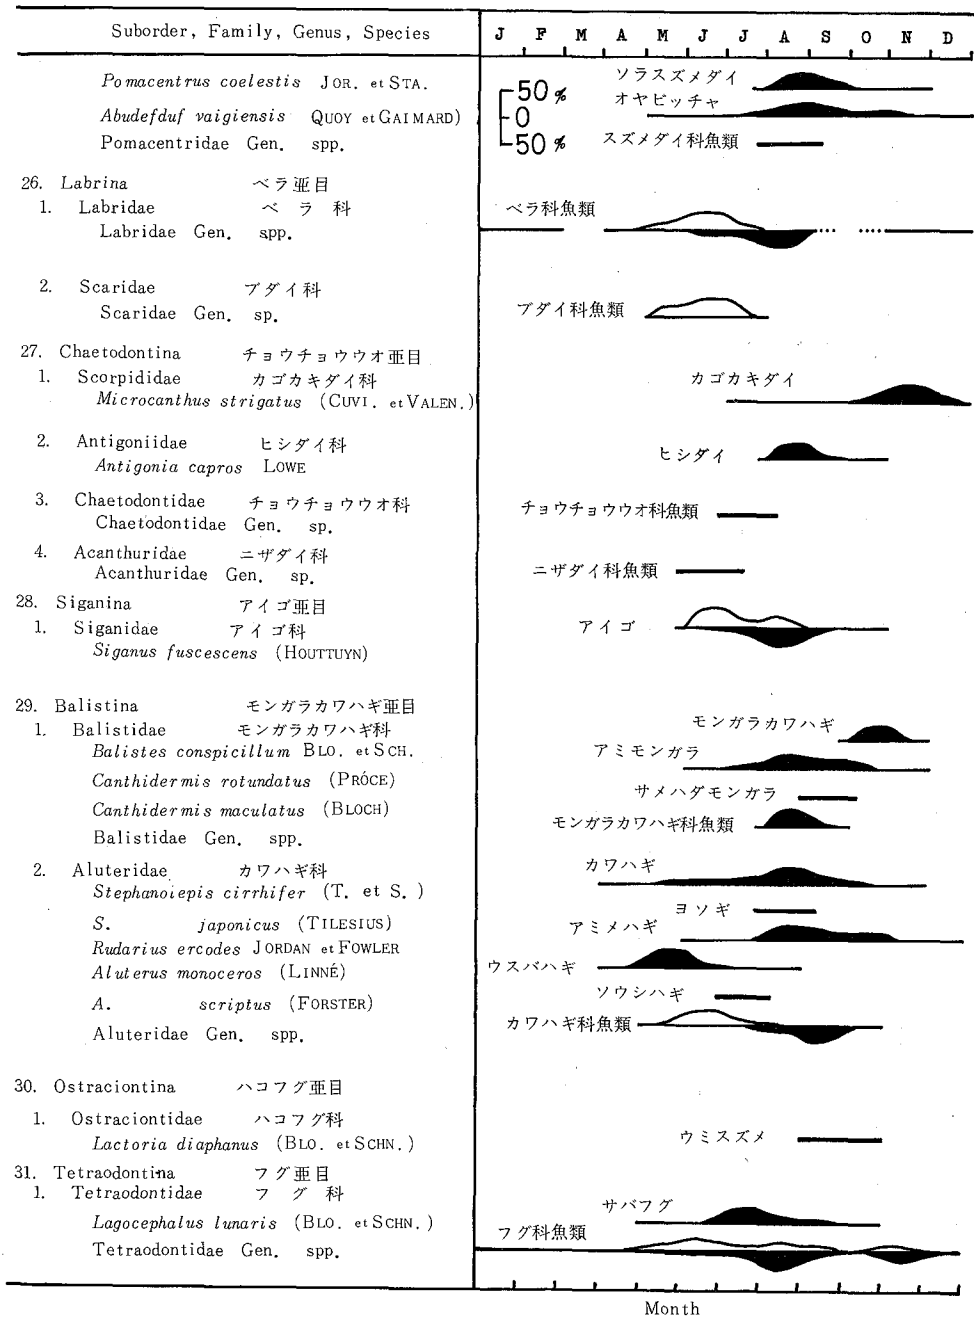 Suborder, Family, Genus, Species J F M A M J J A S O N D
Pomacentrus coelestis JOR. et STA. ソラスズメダイ
50 %
Abudefduf vaigiensis QUOY et GAIMARD) オヤビッチャ
0
Pomacentridae Gen. spp. スズメダイ科魚類
50 %
26. Labrina ベラ亜目
1. Labridae ベラ科 ベラ科魚類
Labridae Gen. spp.
2. Scaridae ブダイ科
Scaridae Gen. sp. ブダイ科魚類
27. Chaetodontina チョウチョウウオ亜目
1. Scorpididae カゴカキダイ科 カゴカキダイ
Microcanthus strigatus (CUVI. et VALEN.)
2. Antigoniidae ヒシダイ科 ヒシダイ
Antigonia capros LOWE
3. Chaetodontidae チョウチョウウオ科 チョウチョウウオ科魚類
Chaetodontidae Gen. sp.
4. Acanthuridae ニザダイ科 ニザダイ科魚類
Acanthuridae Gen. sp.
28. Siganina アイゴ亜目
1. Siganidae アイゴ科 アイゴ
Siganus fuscescens (HOUTTUYN)
29. Balistina モンガラカワハギ亜目
1. Balistidae モンガラカワハギ科 モンガラカワハギ
Balistes conspicillum BLO. et SCH. アミモンガラ
Canthidermis rotundatus (PRÓCE) サメハダモンガラ
Canthidermis maculatus (BLOCH) モンガラカワハギ科魚類
Balistidae Gen. spp.
2. Aluteridae カワハギ科 カワハギ
Stephanolepis cirrhifer (T. et S.)
S. japonicus (TILESIUS) ヨソギ
アミメハギ
Rudarius ercodes JORDAN et FOWLER
Aluterus monoceros (LINNÉ) ウスバハギ
A. scriptus (FORSTER) ソウシハギ
Aluteridae Gen. spp. カワハギ科魚類
30. Ostraciontina ハコフグ亜目
1. Ostraciontidae ハコフグ科
Lactoria diaphanus (BLO. et SCHN.) ウミスズメ
31. Tetraodontina フグ亜目
1. Tetraodontidae フグ科 サバフグ
Lagocephalus lunaris (BLO. et SCHN.)
Tetraodontidae Gen. spp. フグ科魚類
Month